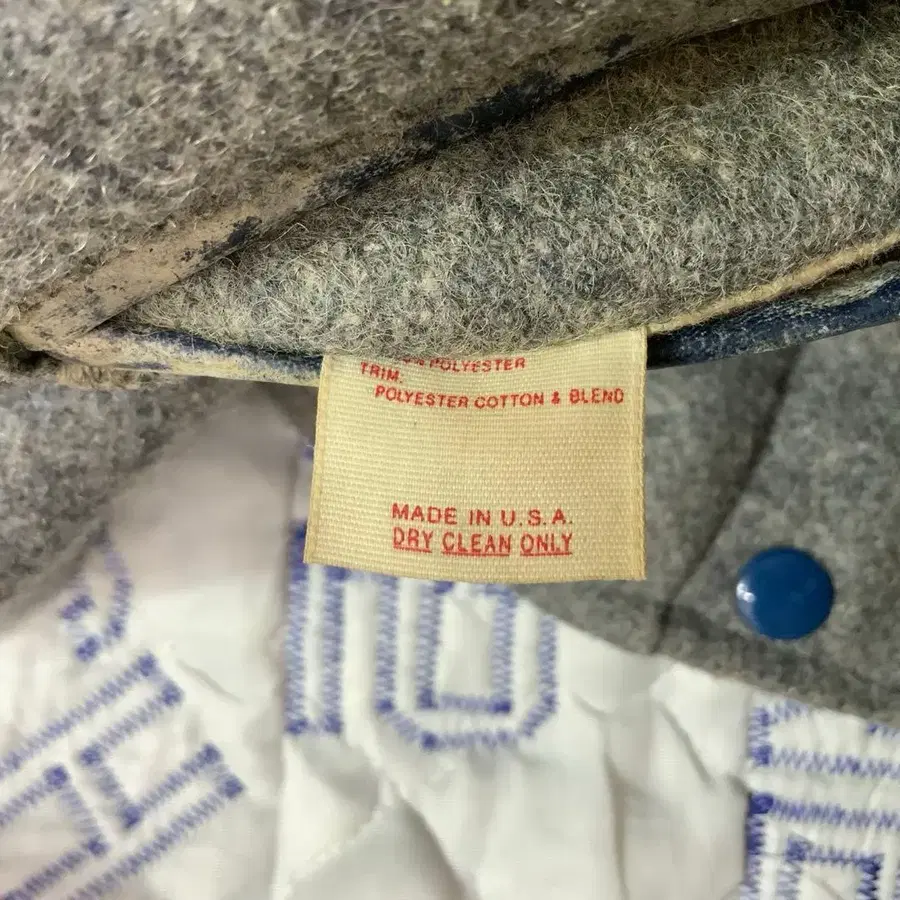 % POLYESTER
TRIM:
POLYESTER COTTON & BLEND
MADE IN U.S.A.
DRY CLEAN ONLY